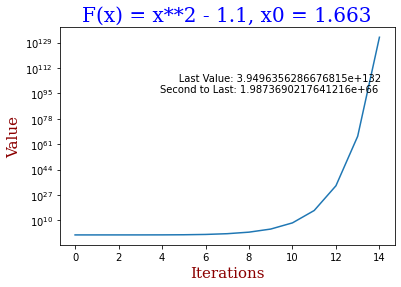 F(x) = x**2 - 1.1, x0 = 1.663
10^129
10^112
Last Value: 3.9496356286676815e+132
10^95
Second to Last: 1.9873690217641216e+66
10^78
Value
10^61
10^44
10^27
10^10
0 2 4 6 8 10 12 14
Iterations